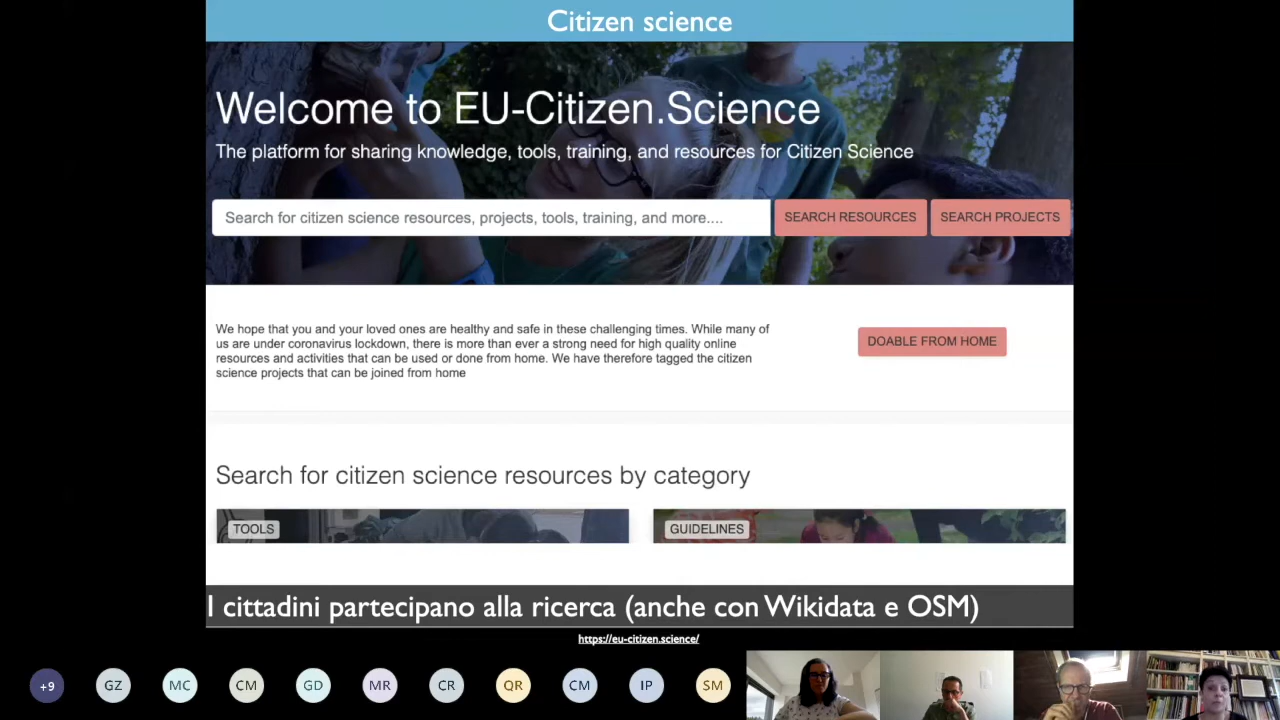 Citizen science
Welcome to EU-Citizen.Science
The platform for sharing knowledge, tools, training, and resources for Citizen Science
Search for citizen science resources, projects, tools, training, and more....
SEARCH RESOURCES
SEARCH PROJECTS
We hope that you and your loved ones are healthy and safe in these challenging times. While many of
us are under coronavirus lockdown, there is more than ever a strong need for high quality online
resources and activities that can be used or done from home. We have therefore tagged the citizen
science projects that can be joined from home
DOABLE FROM HOME
Search for citizen science resources by category
TOOLS
GUIDELINES
I cittadini partecipano alla ricerca (anche con Wikidata e OSM)
https://eu-citizen.science/
+9
GZ
MC
CM
GD
MR
CR
QR
CM
IP
SM